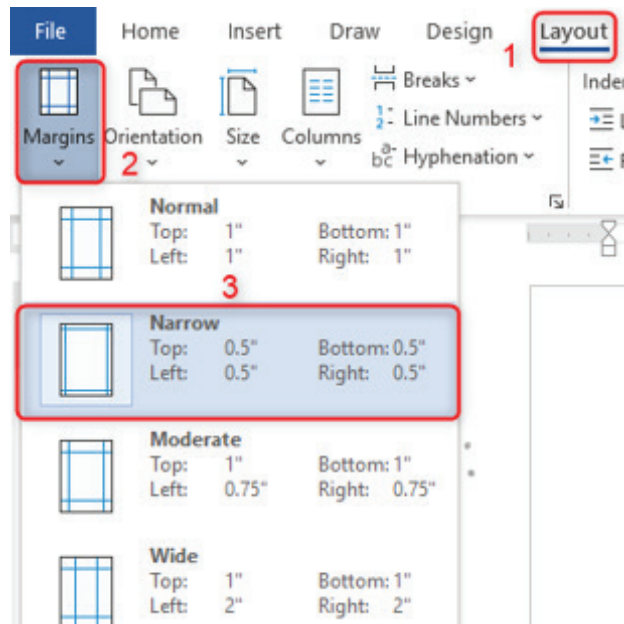 File Home Insert Draw Design Layout
1
Breaks
Line Numbers
Hyphenation
Margins Orientation Size Columns
2
Normal
Top: 1" Bottom: 1"
Left: 1" Right: 1"
3
Narrow
Top: 0.5" Bottom: 0.5"
Left: 0.5" Right: 0.5"
Moderate
Top: 1" Bottom: 1"
Left: 0.75" Right: 0.75"
Wide
Top: 1" Bottom: 1"
Left: 2" Right: 2"